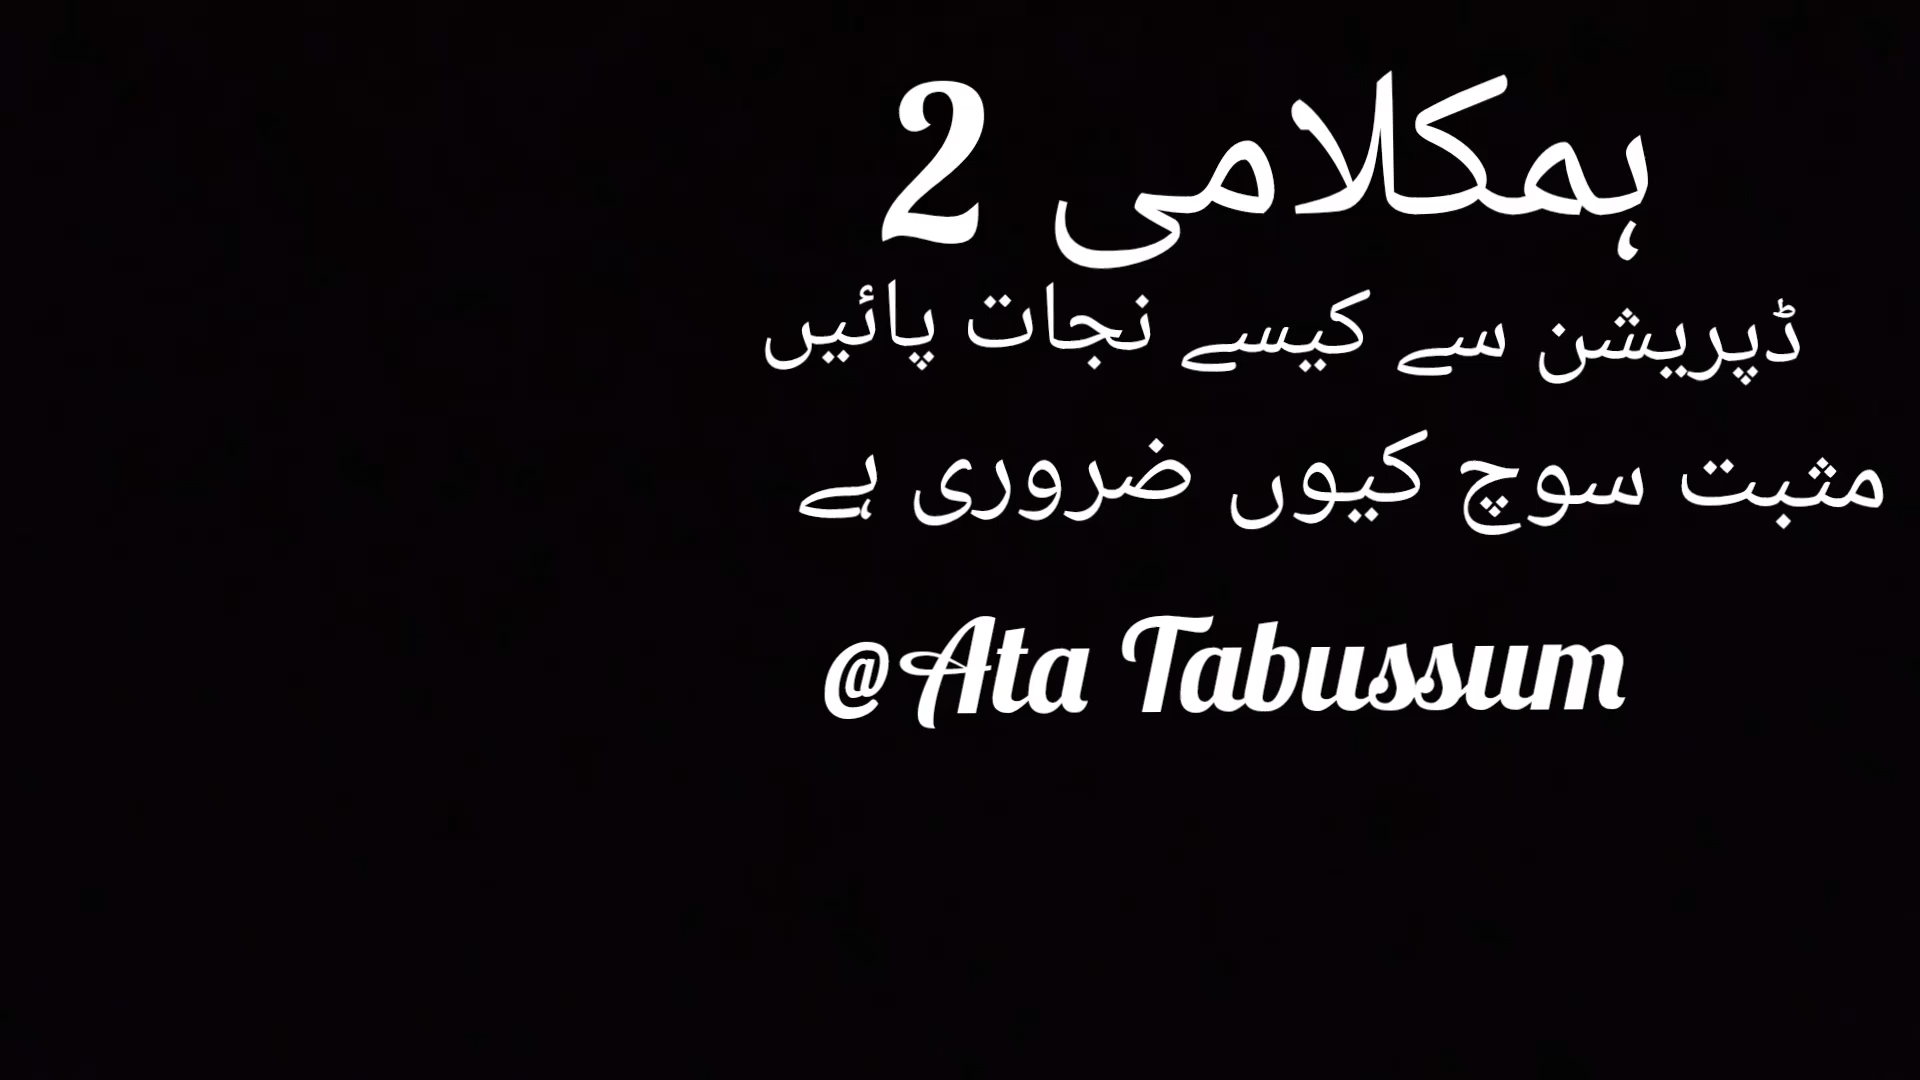 ہمکلامی 2
ڈپریشن سے کیسے نجات پائیں
مثبت سوچ کیوں ضروری ہے
@Ata Tabussum